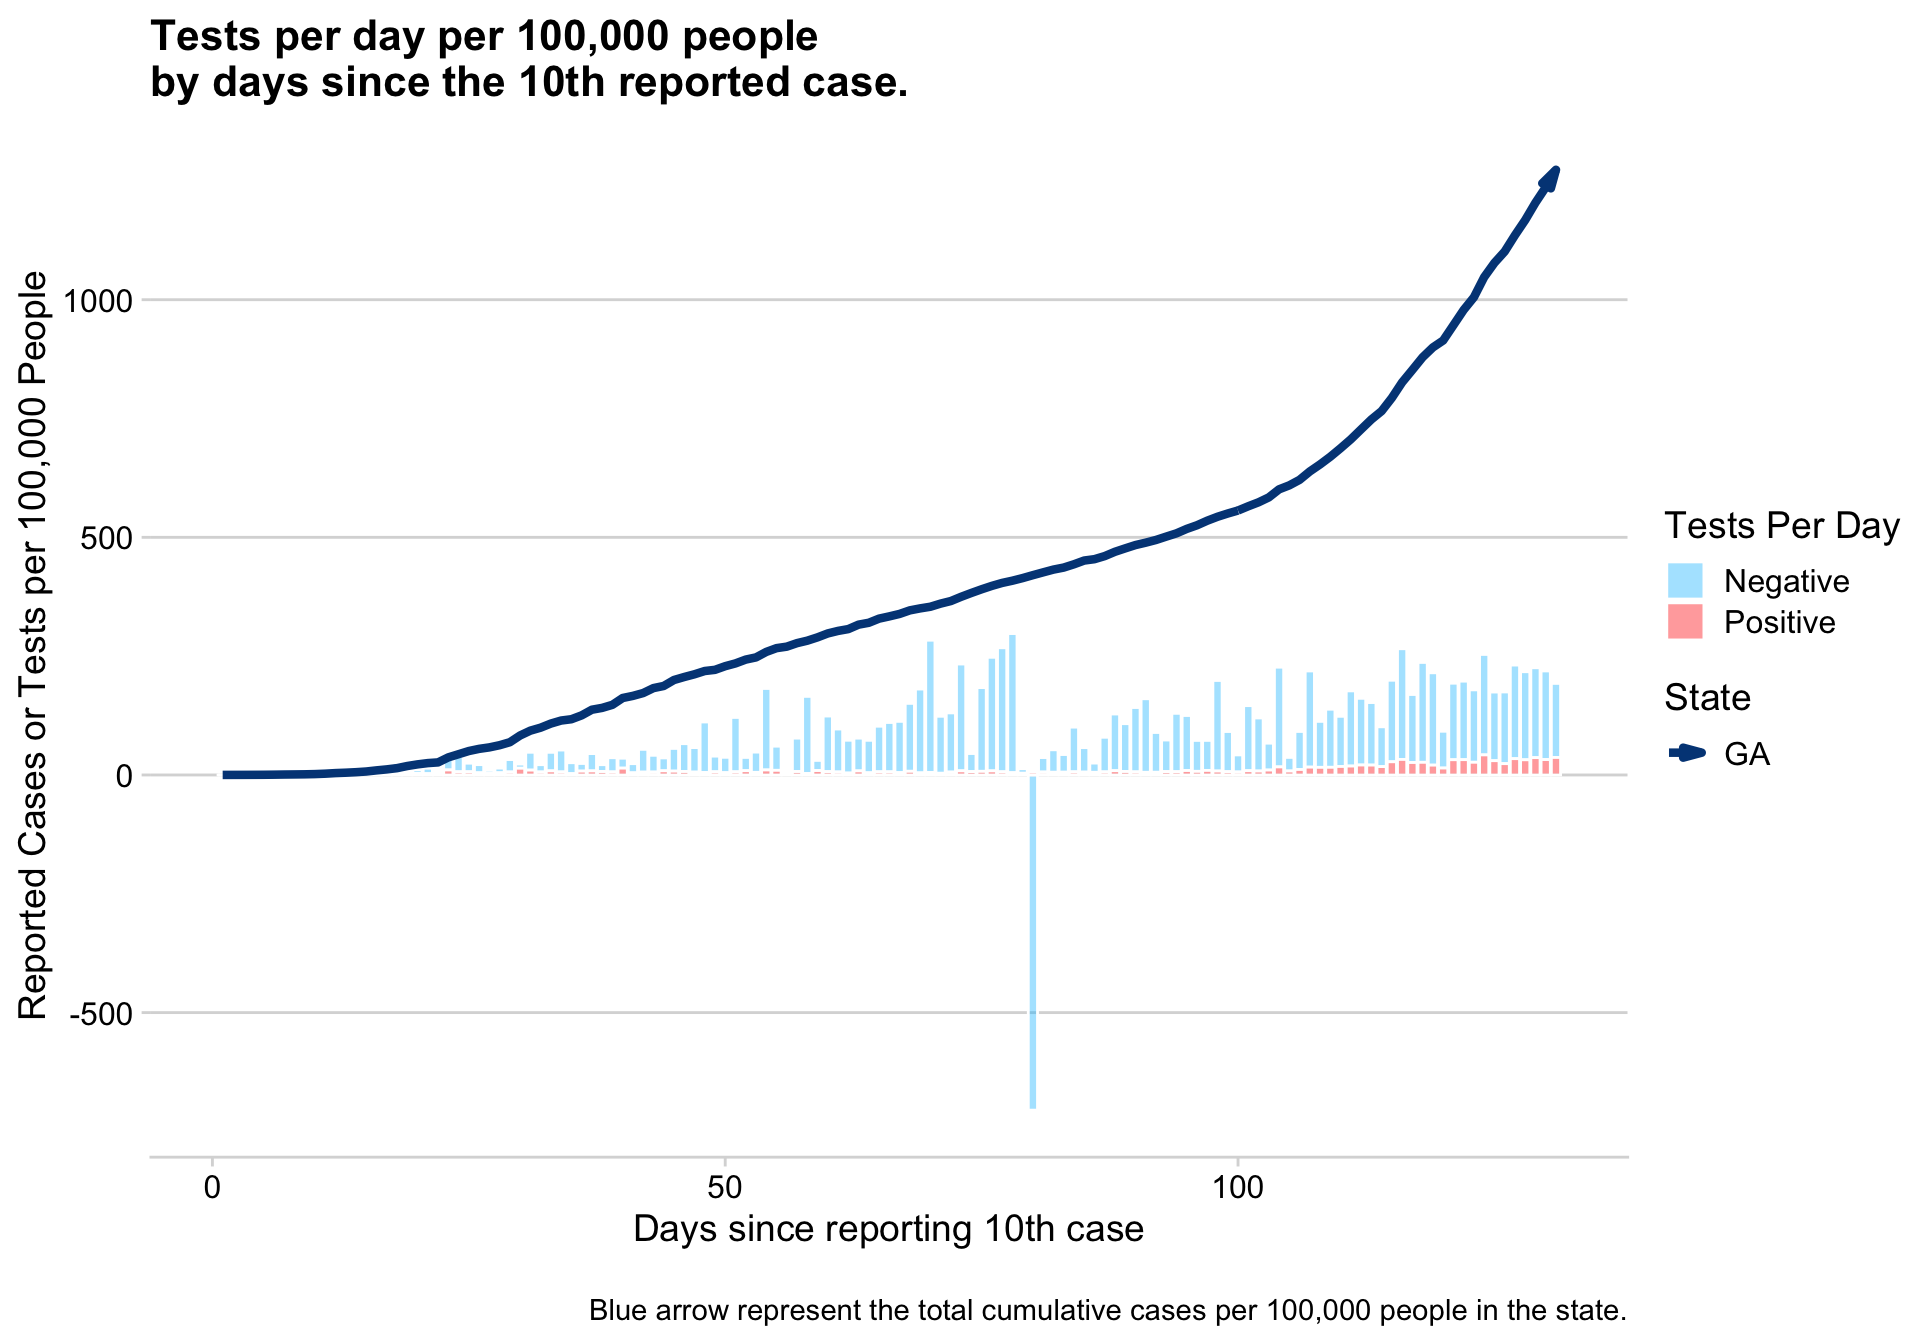 Tests per day per 100,000 people
by days since the 10th reported case.
Reported Cases or Tests per 100,000 People
1000
500
0
-500
0
50
100
Days since reporting 10th case
Tests Per Day
Negative
Positive
State
GA
Blue arrow represent the total cumulative cases per 100,000 people in the state.